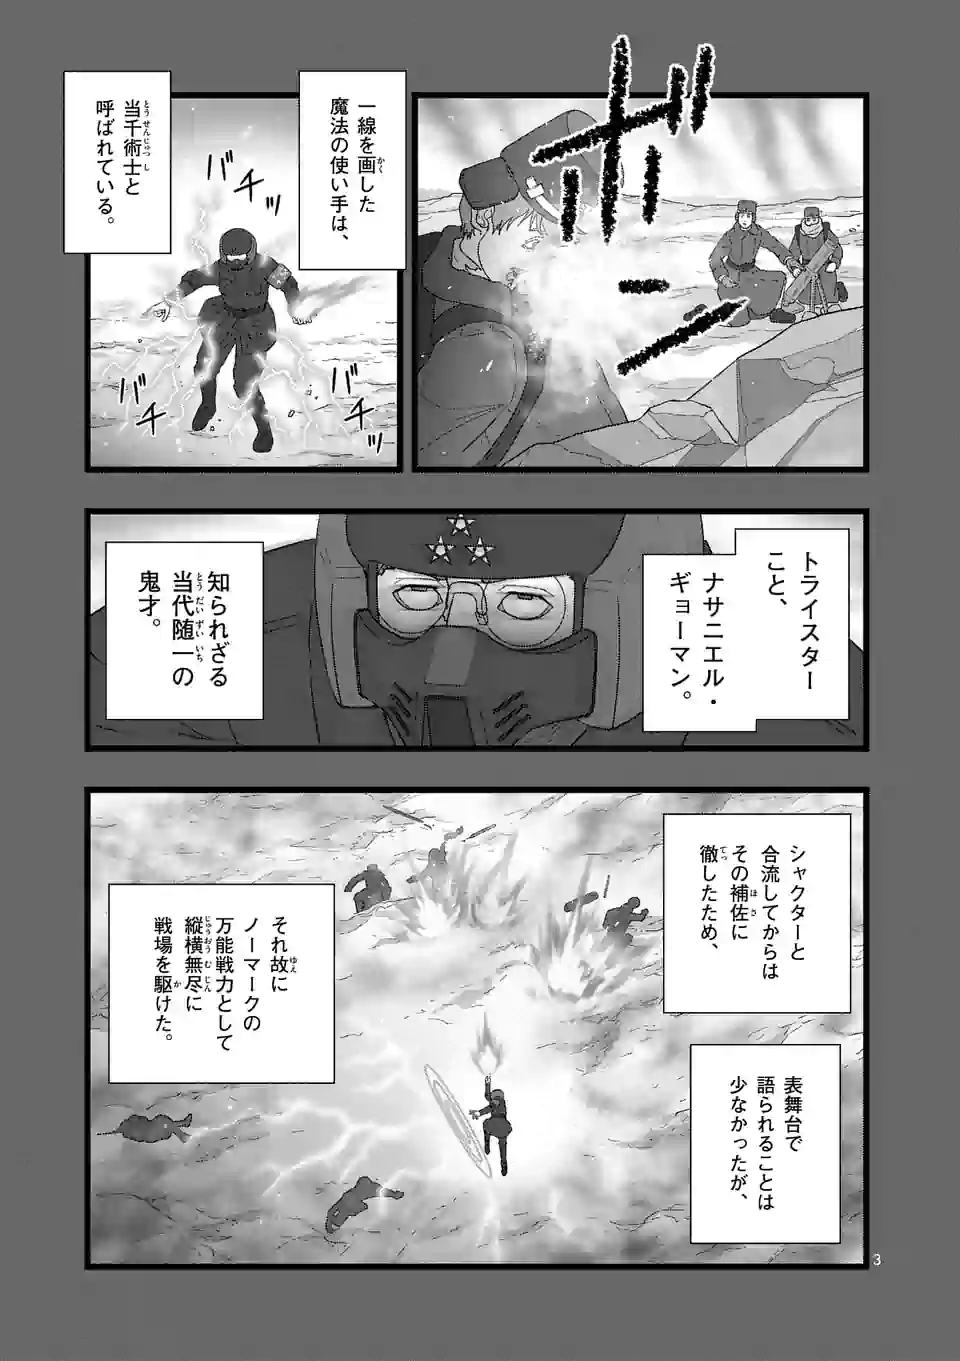 ドドド
一線を画した
魔法の使い手は、
当千術士と
呼ばれている。
バチ
バチ
バチ
バチ
トライスター
こと、
ナサニエル・
ギョーマン。
知られざる
当代随一の
鬼才。
シャクターと
合流してからは
その補佐に
徹したため、
表舞台で
語られることは
少なかったが、
それ故に
ノーマークの
万能戦力として
縦横無尽に
戦場を駆けた。
3